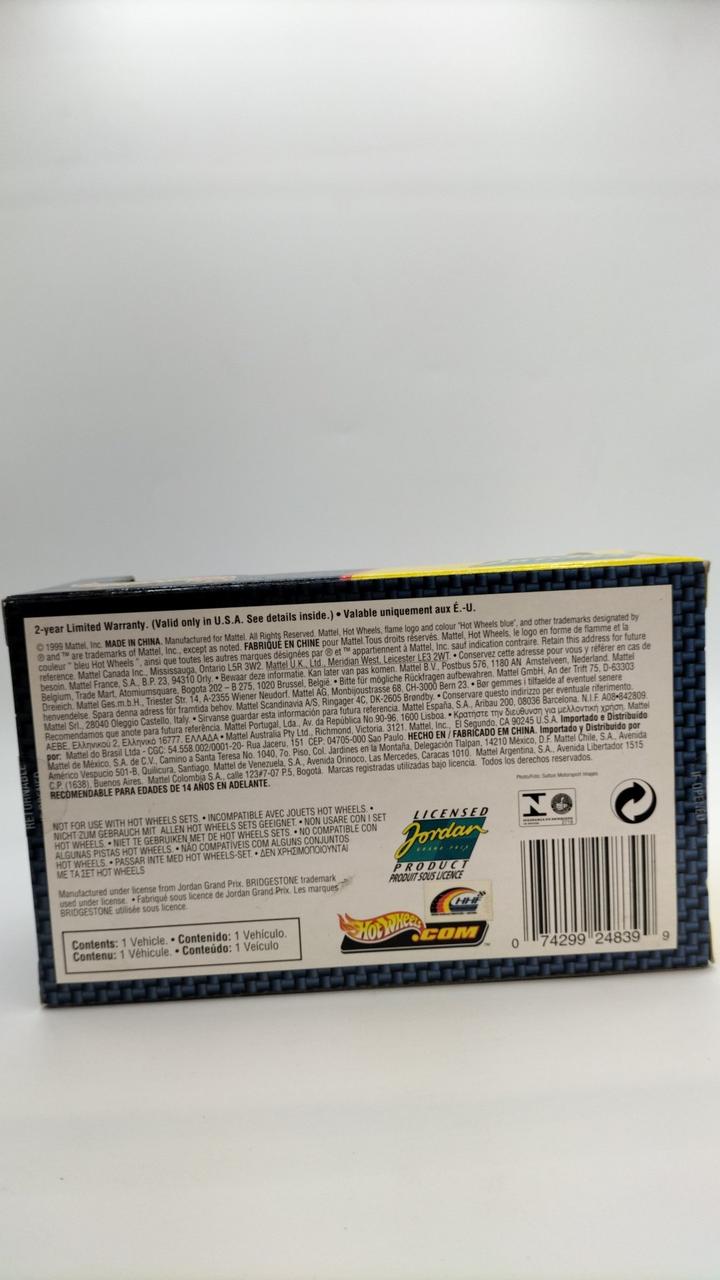 2-year Limited Warranty. (Valid only in U.S.A. See details inside.) • Valable uniquement aux É.-U.
© 1999 Mattel, Inc. MADE IN CHINA. Manufactured for Mattel. All Rights Reserved. Mattel, Hot Wheels, flame logo and colour "Hot Wheels blue", and other trademarks designated by
® and ™ are trademarks of Mattel, Inc., except as noted. FABRIQUÉ EN CHINE pour Mattel.Tous droits réservés. Mattel, Hot Wheels, le logo en forme de flamme et la
couleur " bleu Hot Wheels ", ainsi que toutes les autres marques désignées par ® et ™ appartiennent à Mattel, Inc. sauf indication contraire. Retain this address for future
reference. Mattel Canada Inc., Mississauga, Ontario L5R 3W2. Mattel U.K., Ltd., Meridian West, Leicester LE3 2WT. • Conservez cette adresse pour vous y référer en cas de
besoin. Mattel France, S.A., B.P. 23, 94310 Orly. • Bewaar deze informatie. Kan later van pas komen. Mattel B.V., Postbus 576, 1180 AN Amstelveen, Nederland. Mattel
Belgium, Trade Mart, Atomiumsquare, Bogota 202 – B 275, 1020 Brussel, België. • Bitte für mögliche Rückfragen aufbewahren. Mattel GmbH, An der Trift 75, D-63303
Dreieich. Mattel Ges.m.b.H., Triester Str. 14, A-2355 Wiener Neudorf. Mattel AG, Monbijoustrasse 68, CH-3000 Bern 23. • Bør gemmes i tilfælde af eventuel senere
henvendelse. Mattel Scandinavia A/S, Ringager 4C, DK-2605 Brøndby. • Conservare questo indirizzo per eventuale riferimento.
Mattel Srl., 28040 Oleggio Castello, Italy. • Sírvanse guardar esta información para futura referencia. Mattel España, S.A., Aribau 200, 08036 Barcelona. N.I.F. A08•842809.
Recomendamos que anote para futura referência. Mattel Portugal, Lda., Av. da República No.90-96, 1600 Lisboa. • Κρατήστε την διεύθυνση για μελλοντική χρήση. Mattel
AEBE, Ελληνικού 2, Ελληνικό 16777, ΕΛΛΑΔΑ • Mattel Australia Pty Ltd., Richmond, Victoria. 3121. Mattel, Inc., El Segundo, CA 90245 U.S.A. Importado e Distribuído
por: Mattel do Brasil Ltda - CGC: 54.558.002/0001-20- Rua Jaceru, 151 CEP: 04705-000 Sao Paulo. HECHO EN / FABRICADO EM CHINA. Importado y Distribuido por
Mattel de México, S.A. de C.V., Camino a Santa Teresa No. 1040, 7o. Piso, Col. Jardines en la Montaña, Delegación Tlalpan, 14210 México, D.F. Mattel Chile, S.A., Avenida
Américo Vespucio 501-B, Quilicura, Santiago. Mattel de Venezuela, S.A., Avenida Orinoco, Las Mercedes, Caracas 1010. Mattel Argentina, S.A., Avenida Libertador 1515
C.P. (1638), Buenos Aires. Mattel Colombia S.A., calle 123#7-07 P.5, Bogotá. Marcas registradas utilizadas bajo licencia. Todos los derechos reservados.
RECOMENDABLE PARA EDADES DE 14 AÑOS EN ADELANTE.
Photo/Foto: Sutton Motorsport Images
NOT FOR USE WITH HOT WHEELS SETS. • INCOMPATIBLE AVEC JOUETS HOT WHEELS. •
NICHT ZUM GEBRAUCH MIT ALLEN HOT WHEELS SETS GEEIGNET. • NON USARE CON I SET
HOT WHEELS. • NIET TE GEBRUIKEN MET DE HOT WHEELS SETS. • NO COMPATIBLE CON
ALGUNAS PISTAS HOT WHEELS. • NÃO COMPATÍVEIS COM ALGUNS CONJUNTOS
HOT WHEELS. • PASSAR INTE MED HOT WHEELS-SET. • ΔΕΝ ΧΡΗΣΙΜΟΠΟΙΟΥΝΤΑΙ
ΜΕ ΤΑ ΣΕΤ HOT WHEELS
Manufactured under license from Jordan Grand Prix. BRIDGESTONE trademark
used under license. • Fabriqué sous licence de Jordan Grand Prix. Les marques
BRIDGESTONE utilisée sous licence.
Contents: 1 Vehicle. • Contenido: 1 Vehículo.
Contenu: 1 Véhicule. • Conteúdo: 1 Veículo
LICENSED
Jordan
GRAND PRIX
PRODUCT
PRODUIT SOUS LICENCE
HHF
HotWheels
.COM™
N
0 74299 24839 9